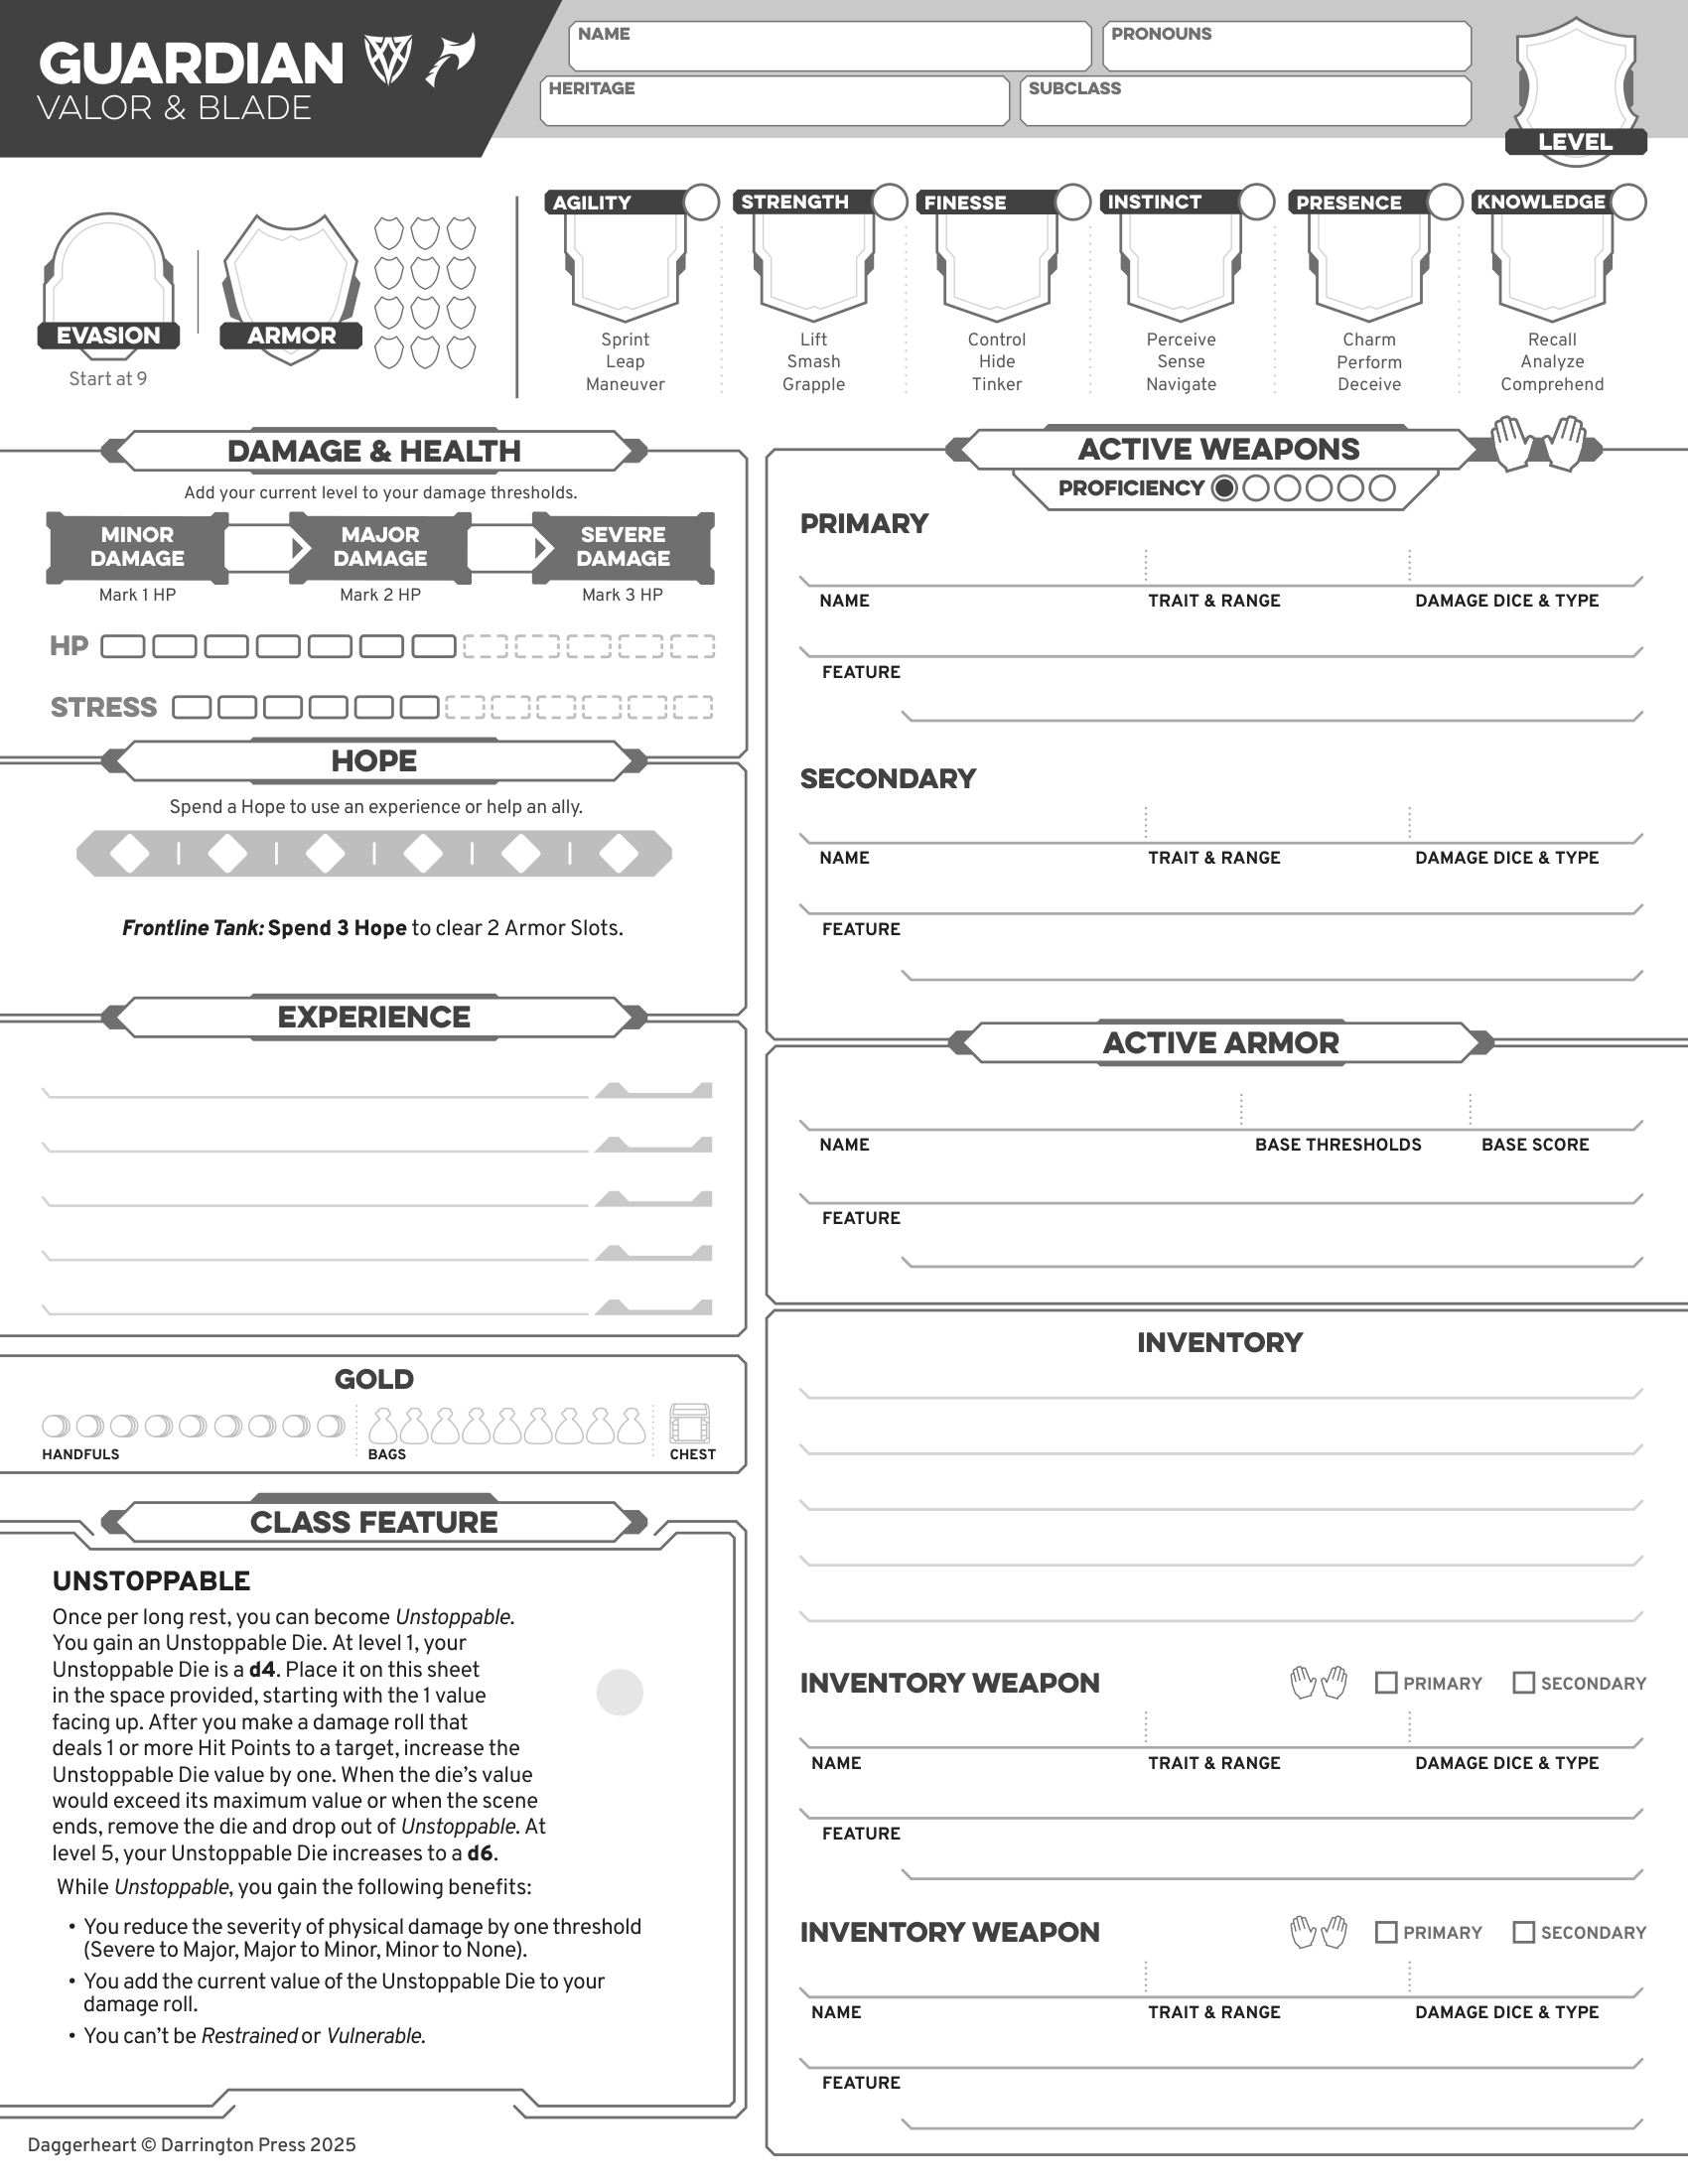 GUARDIAN
VALOR & BLADE
NAME
PRONOUNS
HERITAGE
SUBCLASS
LEVEL
EVASION
Start at 9
ARMOR
AGILITY
Sprint
Leap
Maneuver
STRENGTH
Lift
Smash
Grapple
FINESSE
Control
Hide
Tinker
INSTINCT
Perceive
Sense
Navigate
PRESENCE
Charm
Perform
Deceive
KNOWLEDGE
Recall
Analyze
Comprehend
DAMAGE & HEALTH
Add your current level to your damage thresholds.
MINOR
DAMAGE
Mark 1 HP
MAJOR
DAMAGE
Mark 2 HP
SEVERE
DAMAGE
Mark 3 HP
HP
STRESS
HOPE
Spend a Hope to use an experience or help an ally.
Frontline Tank: Spend 3 Hope to clear 2 Armor Slots.
EXPERIENCE
GOLD
HANDFULS
BAGS
CHEST
CLASS FEATURE
UNSTOPPABLE
Once per long rest, you can become Unstoppable.
You gain an Unstoppable Die. At level 1, your
Unstoppable Die is a d4. Place it on this sheet
in the space provided, starting with the 1 value
facing up. After you make a damage roll that
deals 1 or more Hit Points to a target, increase the
Unstoppable Die value by one. When the die’s value
would exceed its maximum value or when the scene
ends, remove the die and drop out of Unstoppable. At
level 5, your Unstoppable Die increases to a d6.
While Unstoppable, you gain the following benefits:
• You reduce the severity of physical damage by one threshold
(Severe to Major, Major to Minor, Minor to None).
• You add the current value of the Unstoppable Die to your
damage roll.
• You can’t be Restrained or Vulnerable.
Daggerheart © Darrington Press 2025
ACTIVE WEAPONS
PROFICIENCY
PRIMARY
NAME
TRAIT & RANGE
DAMAGE DICE & TYPE
FEATURE
SECONDARY
NAME
TRAIT & RANGE
DAMAGE DICE & TYPE
FEATURE
ACTIVE ARMOR
NAME
BASE THRESHOLDS
BASE SCORE
FEATURE
INVENTORY
INVENTORY WEAPON
PRIMARY
SECONDARY
NAME
TRAIT & RANGE
DAMAGE DICE & TYPE
FEATURE
INVENTORY WEAPON
PRIMARY
SECONDARY
NAME
TRAIT & RANGE
DAMAGE DICE & TYPE
FEATURE